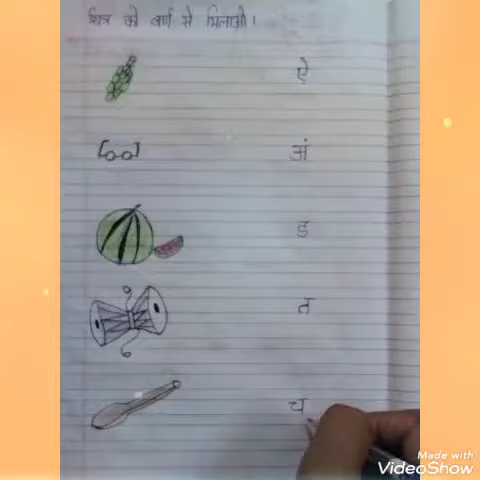 चित्र को वर्ण से मिलाओ।
ऐ
अं
ड
त
च
Made with
VideoShow